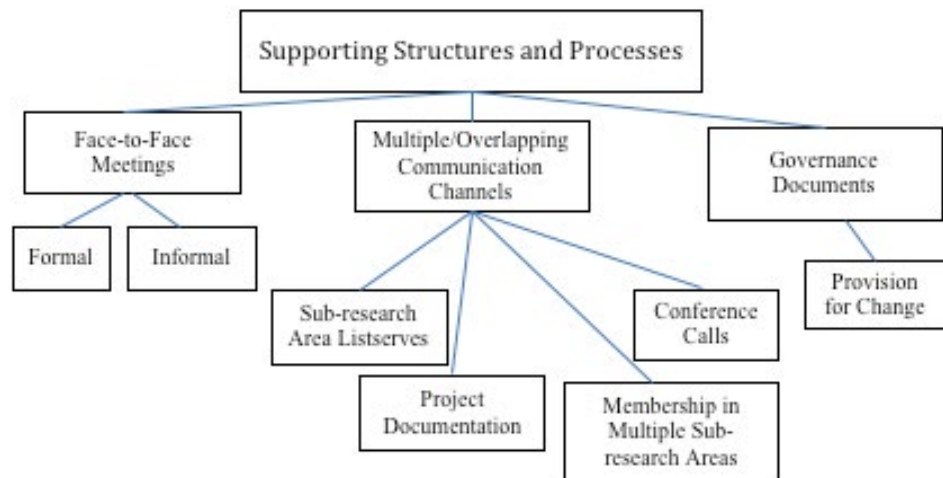 Supporting Structures and Processes
Face-to-Face
Meetings
Multiple/Overlapping
Communication
Channels
Governance
Documents
Formal
Informal
Sub-research
Area Listserves
Conference
Calls
Provision
for Change
Project
Documentation
Membership in
Multiple Sub-
research Areas